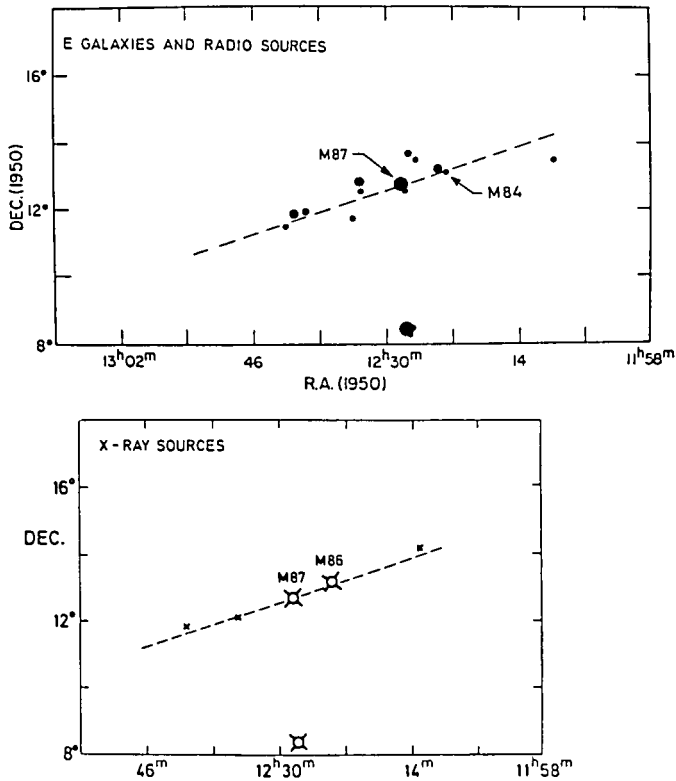 E GALAXIES AND RADIO SOURCES
16°
M87
M84
12°
DEC.(1950)
8°
13ʰ02ᵐ 46 12ʰ30ᵐ 14 11ʰ58ᵐ
R.A.(1950)
X-RAY SOURCES
16°
DEC.
M86
M87
12°
8°
46ᵐ 12ʰ30ᵐ 14ᵐ 11ʰ58ᵐ